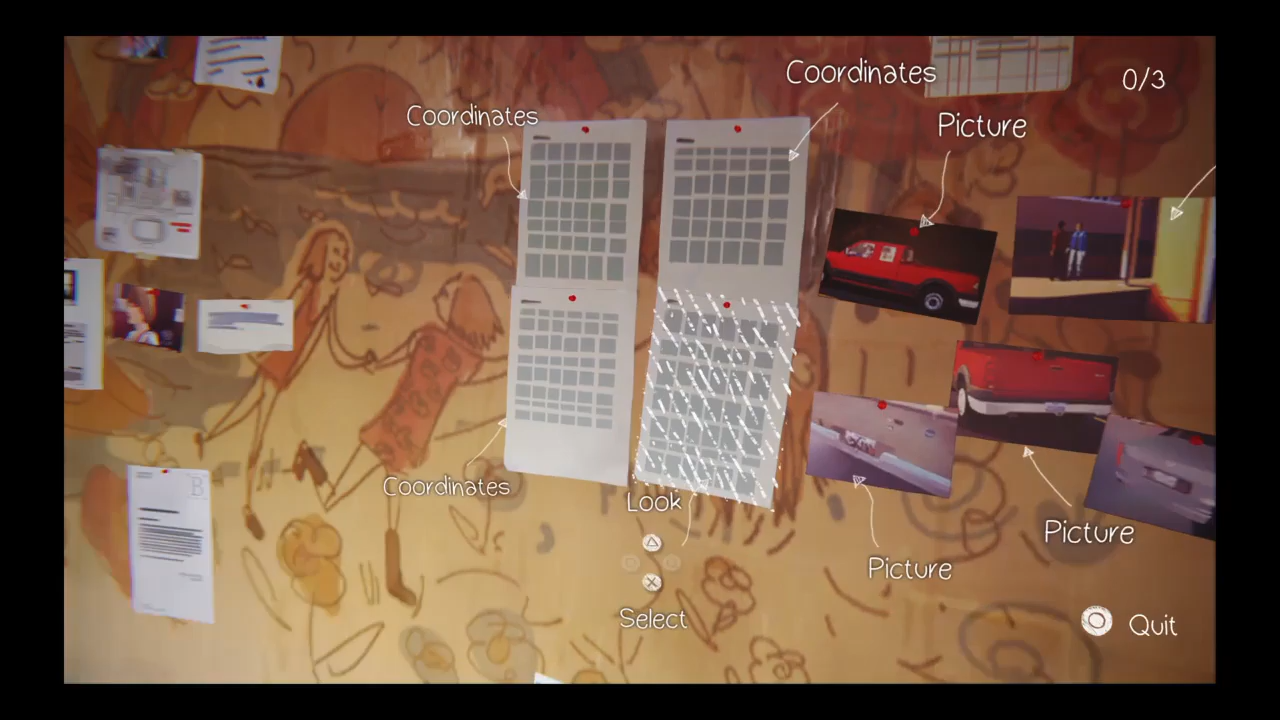 Coordinates
0/3
Coordinates
Picture
Coordinates
Look
Picture
Picture
Select
Quit